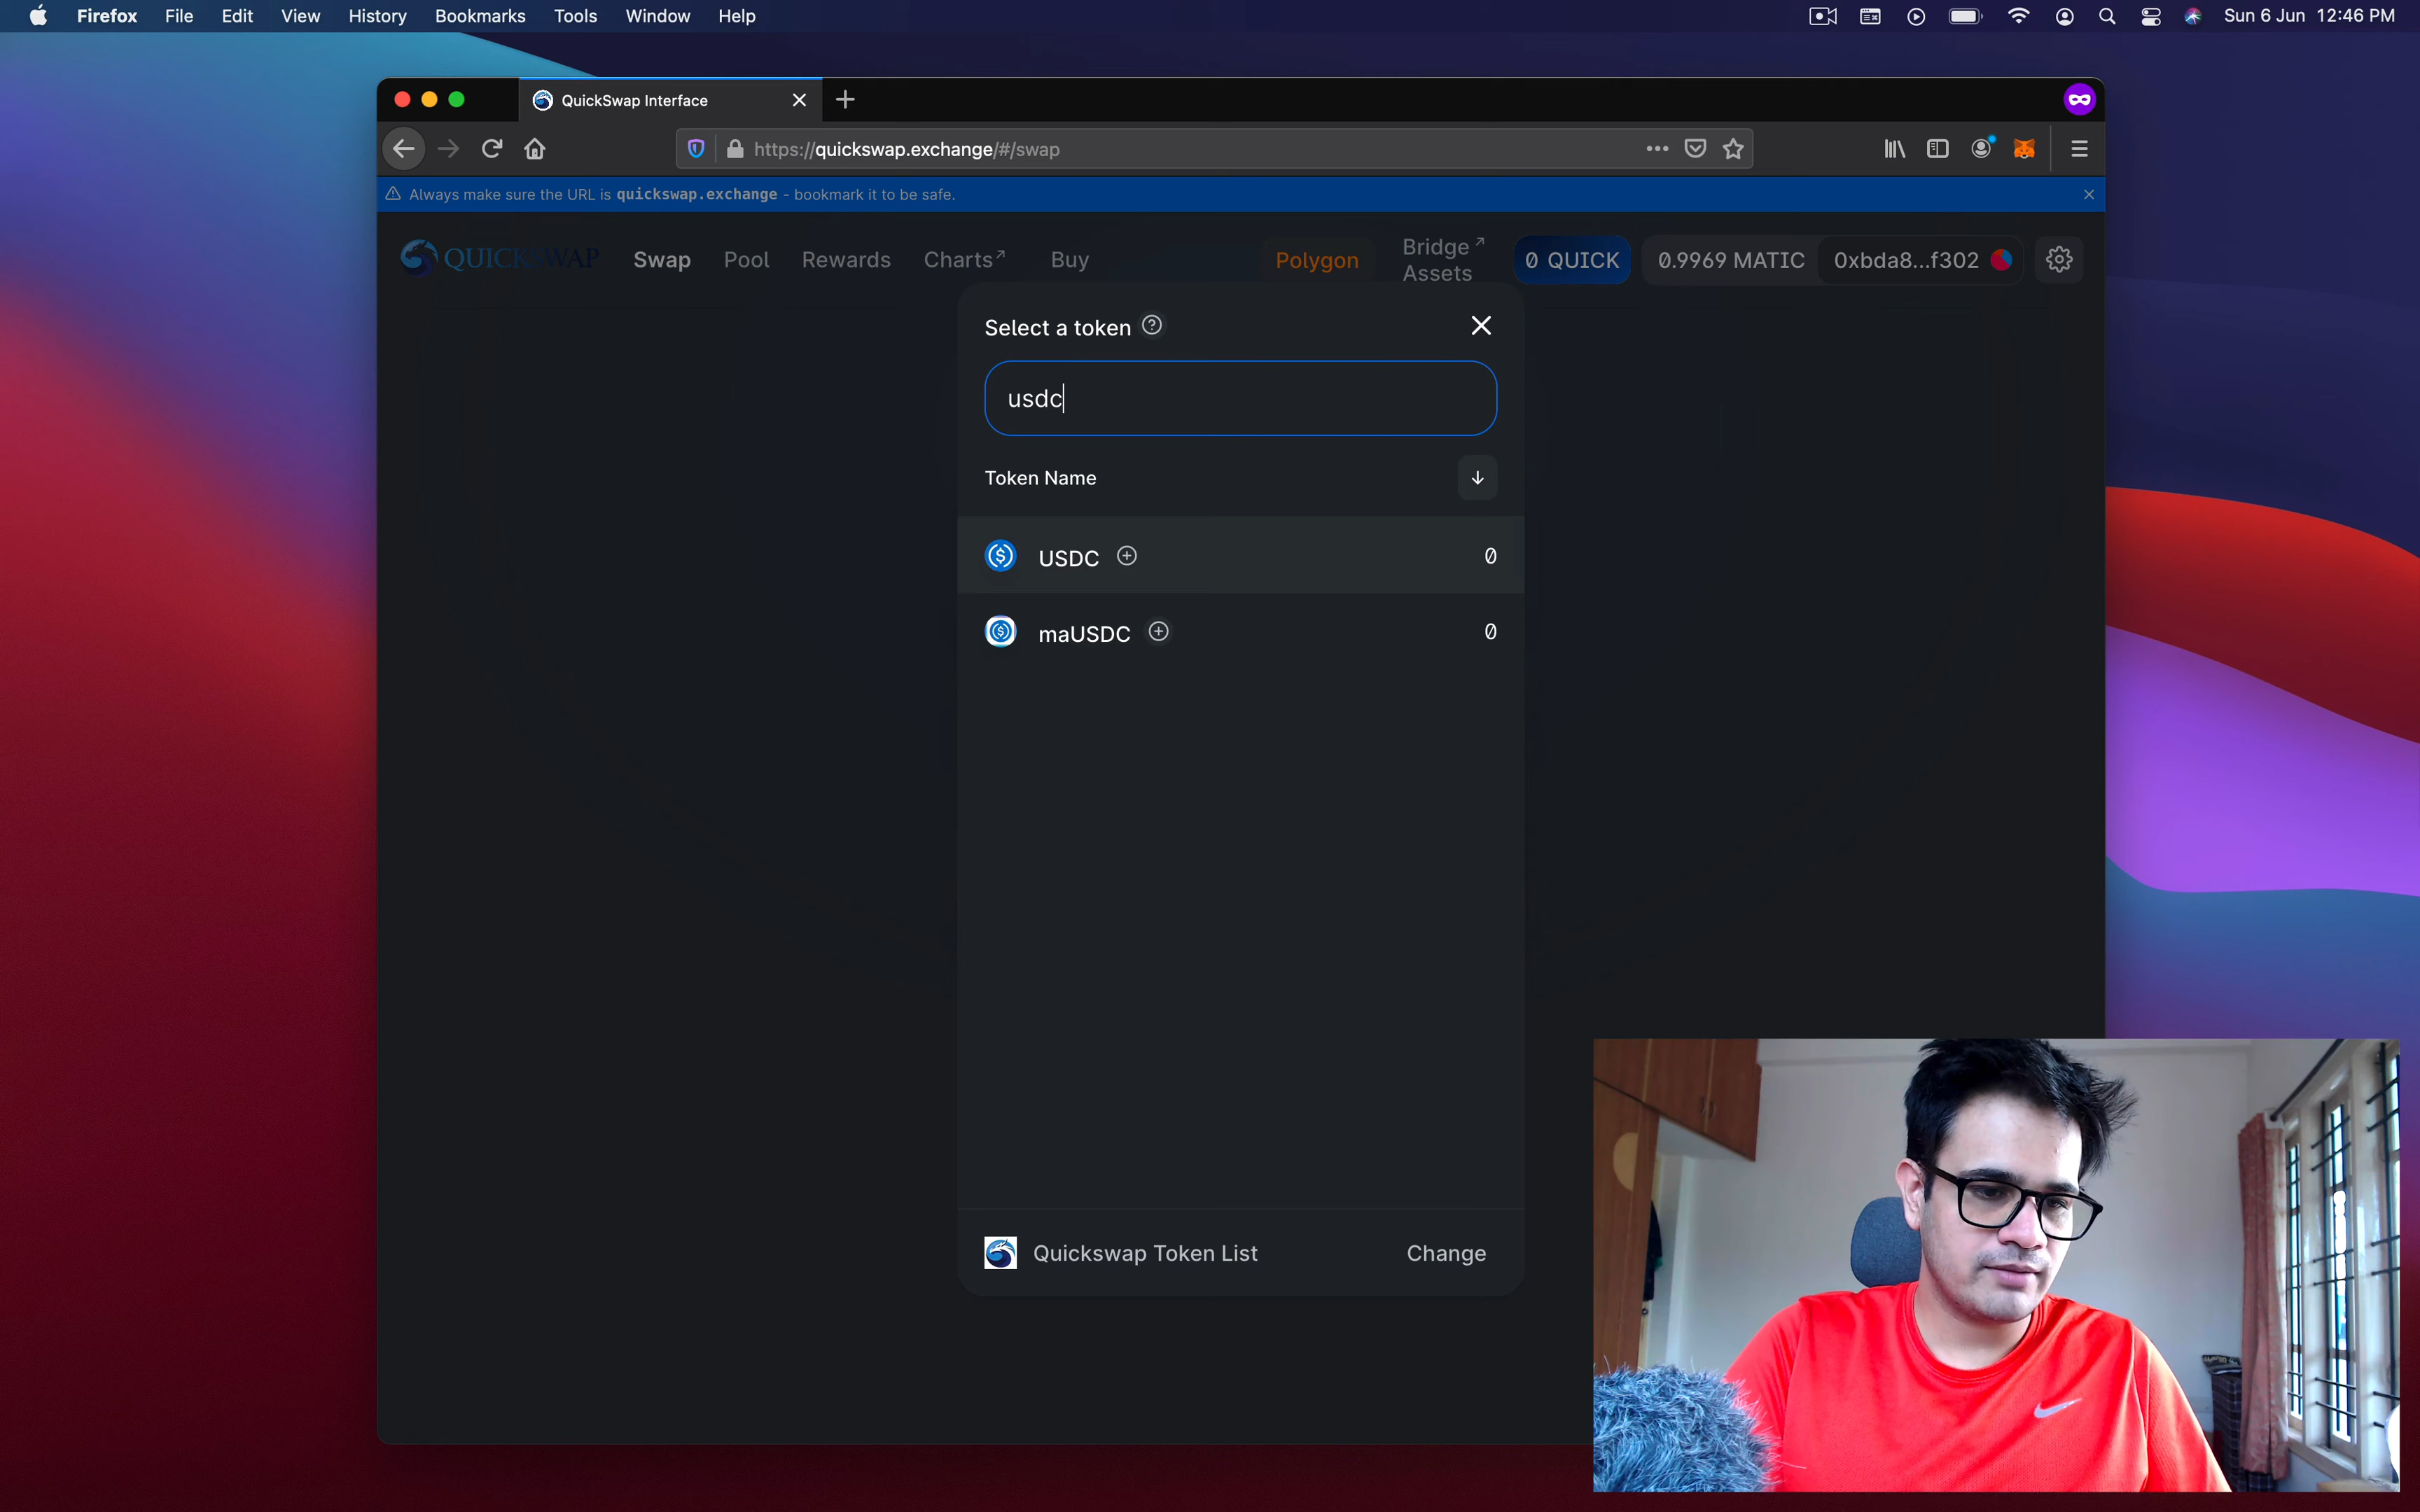 Firefox File Edit View History Bookmarks Tools Window Help Sun 6 Jun 12:46 PM
QuickSwap Interface
https://quickswap.exchange/#/swap
Always make sure the URL is quickswap.exchange - bookmark it to be safe.
QUICKSWAP Swap Pool Rewards Charts↗ Buy Polygon Bridge↗ Assets 0 QUICK 0.9969 MATIC 0xbda8...f302
Select a token
usdc
Token Name
USDC 0
maUSDC 0
Quickswap Token List Change